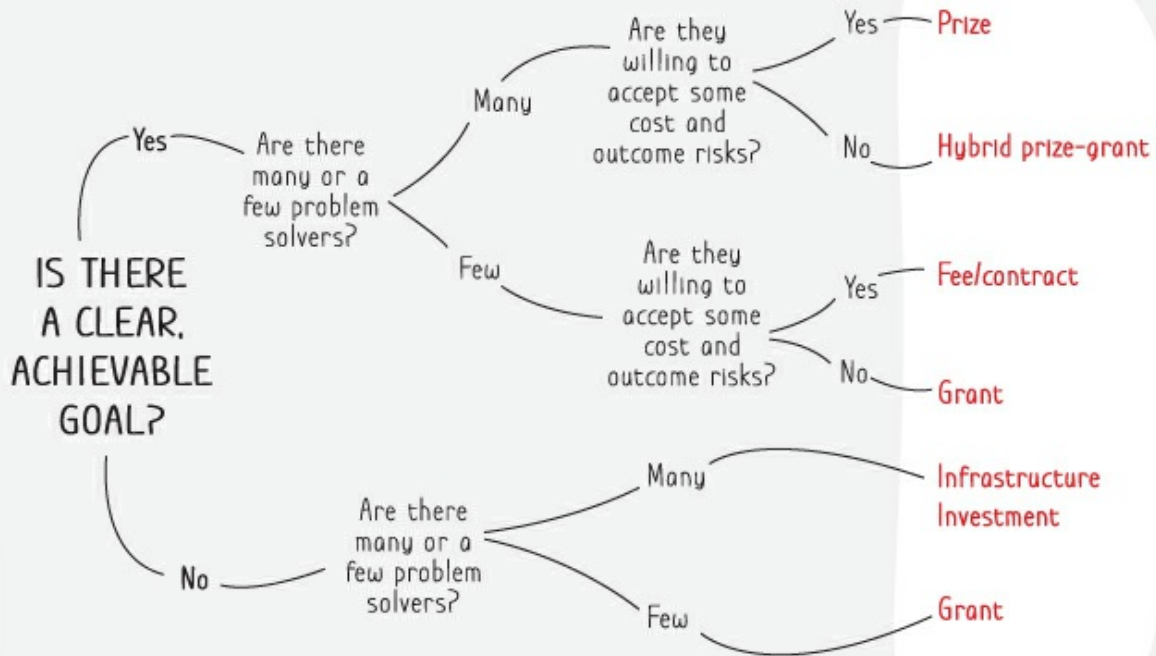 IS THERE
A CLEAR,
ACHIEVABLE
GOAL?
Yes
Are there
many or a
few problem
solvers?
Many
Are they
willing to
accept some
cost and
outcome risks?
Yes
Prize
No
Hybrid prize-grant
Few
Are they
willing to
accept some
cost and
outcome risks?
Yes
Fee/contract
No
Grant
No
Are there
many or a
few problem
solvers?
Many
Infrastructure
Investment
Few
Grant